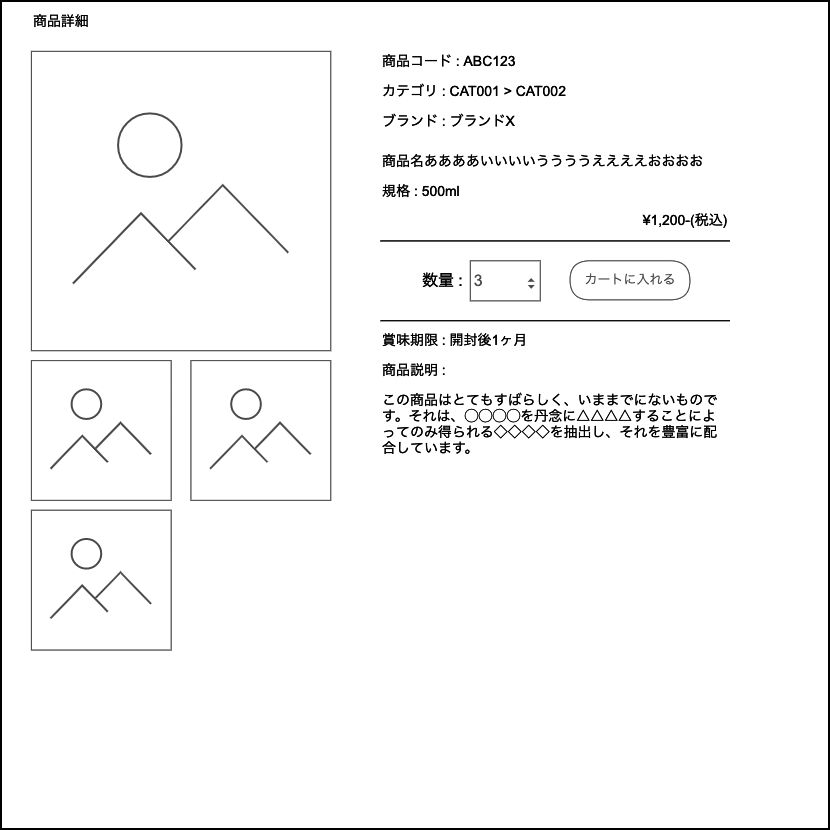 商品詳細
商品コード : ABC123
カテゴリ : CAT001 > CAT002
ブランド : ブランドX
商品名ああああいいいいううううええええおおおお
規格 : 500ml
¥1,200-(税込)
数量 : 3 カートに入れる
賞味期限 : 開封後1ヶ月
商品説明 :
この商品はとてもすばらしく、いままでにないもので
す。それは、◯◯◯◯を丹念に△△△△することによ
ってのみ得られる◇◇◇◇を抽出し、それを豊富に配
合しています。